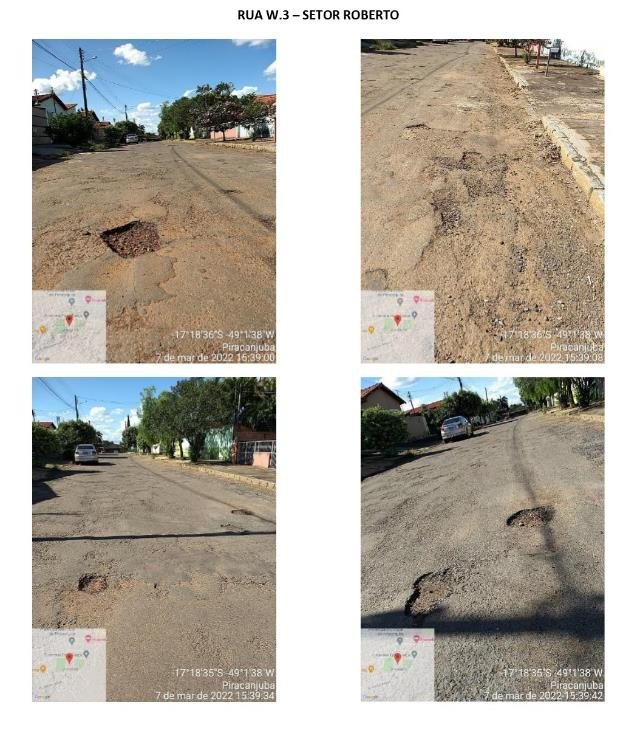 RUA W.3 – SETOR ROBERTO
-17°18'36"S -49°1'38"W
Piracanjuba
7 de mar de 2022 15:39:00
-17°18'36"S -49°1'38"W
Piracanjuba
7 de mar de 2022 15:39:08
-17°18'35"S -49°1'38"W
Piracanjuba
7 de mar de 2022 15:39:34
-17°18'35"S -49°1'38"W
Piracanjuba
7 de mar de 2022 15:39:42